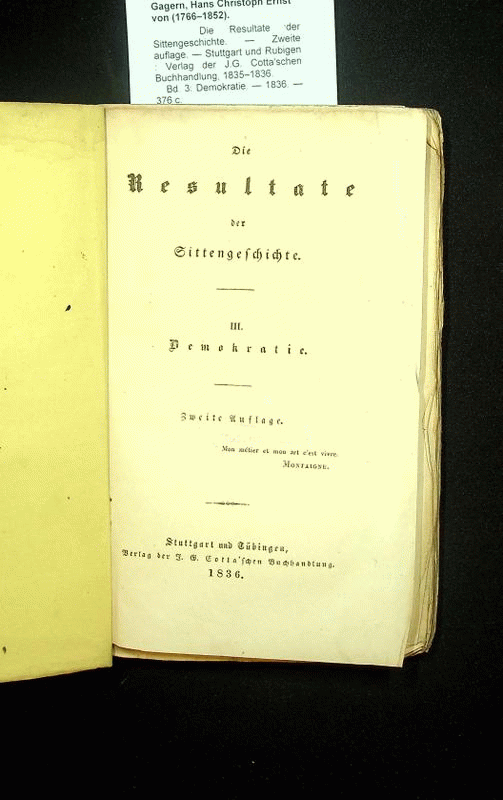 Gagern, Hans Christoph Ernst
von (1766–1852).
Die Resultate der
Sittengeschichte. — Zweite
auflage. — Stuttgart und Rubigen
: Verlag der J.G. Cotta'schen
Buchhandlung, 1835–1836.
Bd. 3. Demokratie. — 1836. —
376 c.
Die
Resultate
der
Sittengeſchichte.
III.
Demokratie.
Zweite Auflage.
Mon métier et mon art c'est vivre.
Montaigne.
Stuttgart und Tübingen,
Verlag der J. G. Cotta'ſchen Buchhandlung.
1836.